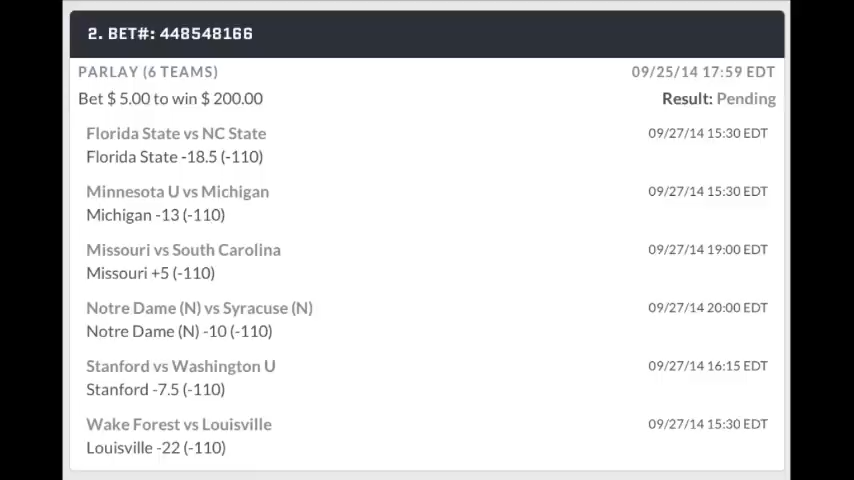 2. BET#: 448548166
PARLAY (6 TEAMS) 09/25/14 17:59 EDT
Bet $ 5.00 to win $ 200.00 Result: Pending
Florida State vs NC State 09/27/14 15:30 EDT
Florida State -18.5 (-110)
Minnesota U vs Michigan 09/27/14 15:30 EDT
Michigan -13 (-110)
Missouri vs South Carolina 09/27/14 19:00 EDT
Missouri +5 (-110)
Notre Dame (N) vs Syracuse (N) 09/27/14 20:00 EDT
Notre Dame (N) -10 (-110)
Stanford vs Washington U 09/27/14 16:15 EDT
Stanford -7.5 (-110)
Wake Forest vs Louisville 09/27/14 15:30 EDT
Louisville -22 (-110)